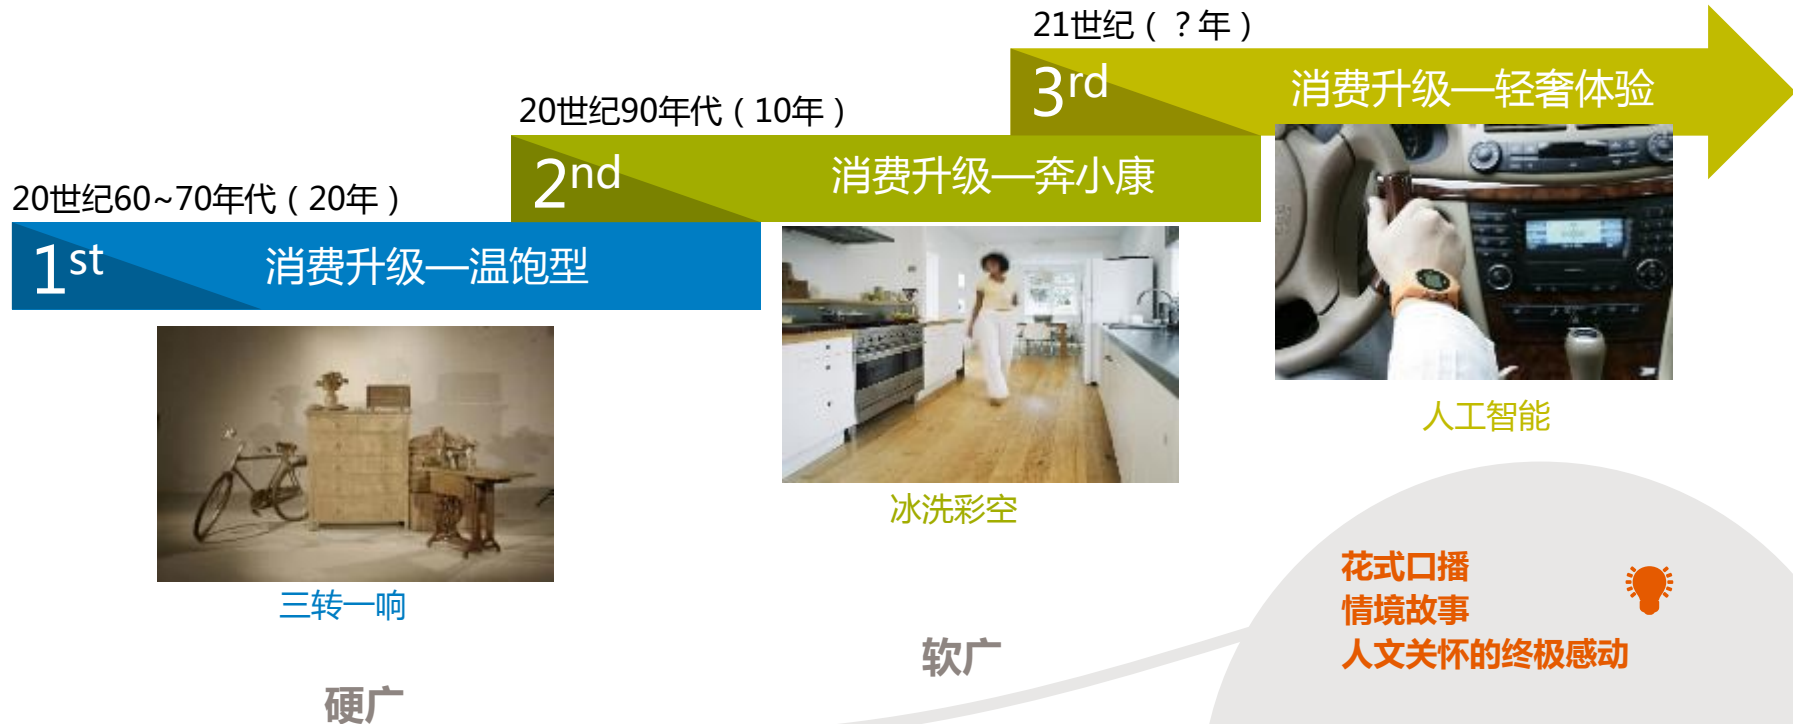 21世纪（？年）
3rd
消费升级—轻奢体验
20世纪90年代（10年）
2nd
消费升级—奔小康
20世纪60~70年代（20年）
1st
消费升级—温饱型
人工智能
冰洗彩空
三转一响
花式口播
情境故事
人文关怀的终极感动
软广
硬广